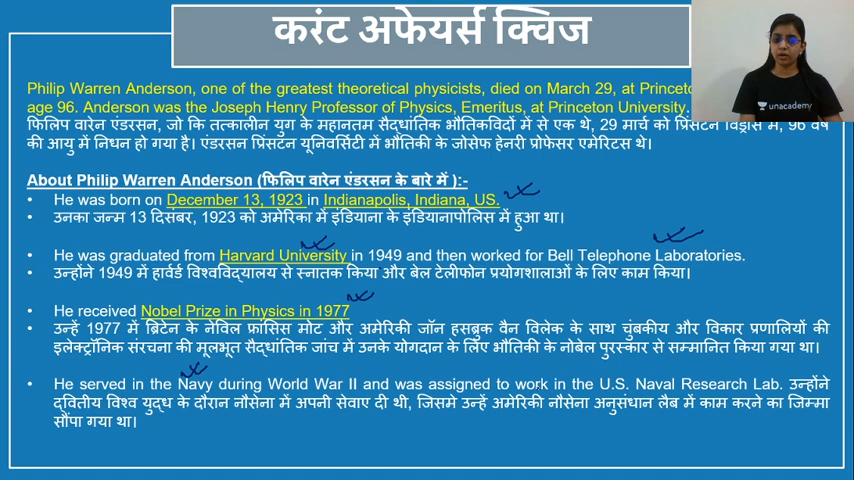 करंट अफेयर्स क्विज
unacademy
Philip Warren Anderson, one of the greatest theoretical physicists, died on March 29, at Princeto
age 96. Anderson was the Joseph Henry Professor of Physics, Emeritus, at Princeton University.
फिलिप वारेन एंडरसन, जो कि तत्कालीन युग के महानतम सैद्धांतिक भौतिकविदों में से एक थे, 29 मार्च को प्रिंसटन में, 96 वर्ष
की आयु में निधन हो गया है। एंडरसन प्रिंसटन यूनिवर्सिटी में भौतिकी के जोसेफ हेनरी प्रोफेसर एमेरिटस थे।
About Philip Warren Anderson (फिलिप वारेन एंडरसन के बारे में ):-
• He was born on December 13, 1923 in Indianapolis, Indiana, US.
• उनका जन्म 13 दिसंबर, 1923 को अमेरिका में इंडियाना के इंडियानापोलिस में हुआ था।
• He was graduated from Harvard University in 1949 and then worked for Bell Telephone Laboratories.
• उन्होंने 1949 में हार्वर्ड विश्वविद्यालय से स्नातक किया और बेल टेलीफोन प्रयोगशालाओं के लिए काम किया।
• He received Nobel Prize in Physics in 1977
• उन्हें 1977 में ब्रिटेन के नेविल फ्रांसिस मोट और अमेरिकी जॉन हसब्रुक वैन विलेक के साथ चुंबकीय और विकार प्रणालियों की
इलेक्ट्रॉनिक संरचना की मूलभूत सैद्धांतिक जांच में उनके योगदान के लिए भौतिकी के नोबेल पुरस्कार से सम्मानित किया गया था।
• He served in the Navy during World War II and was assigned to work in the U.S. Naval Research Lab. उन्होंने
द्वितीय विश्व युद्ध के दौरान नौसेना में अपनी सेवाए दी थी, जिसमे उन्हें अमेरिकी नौसेना अनुसंधान लैब में काम करने का जिम्मा
सौंपा गया था।